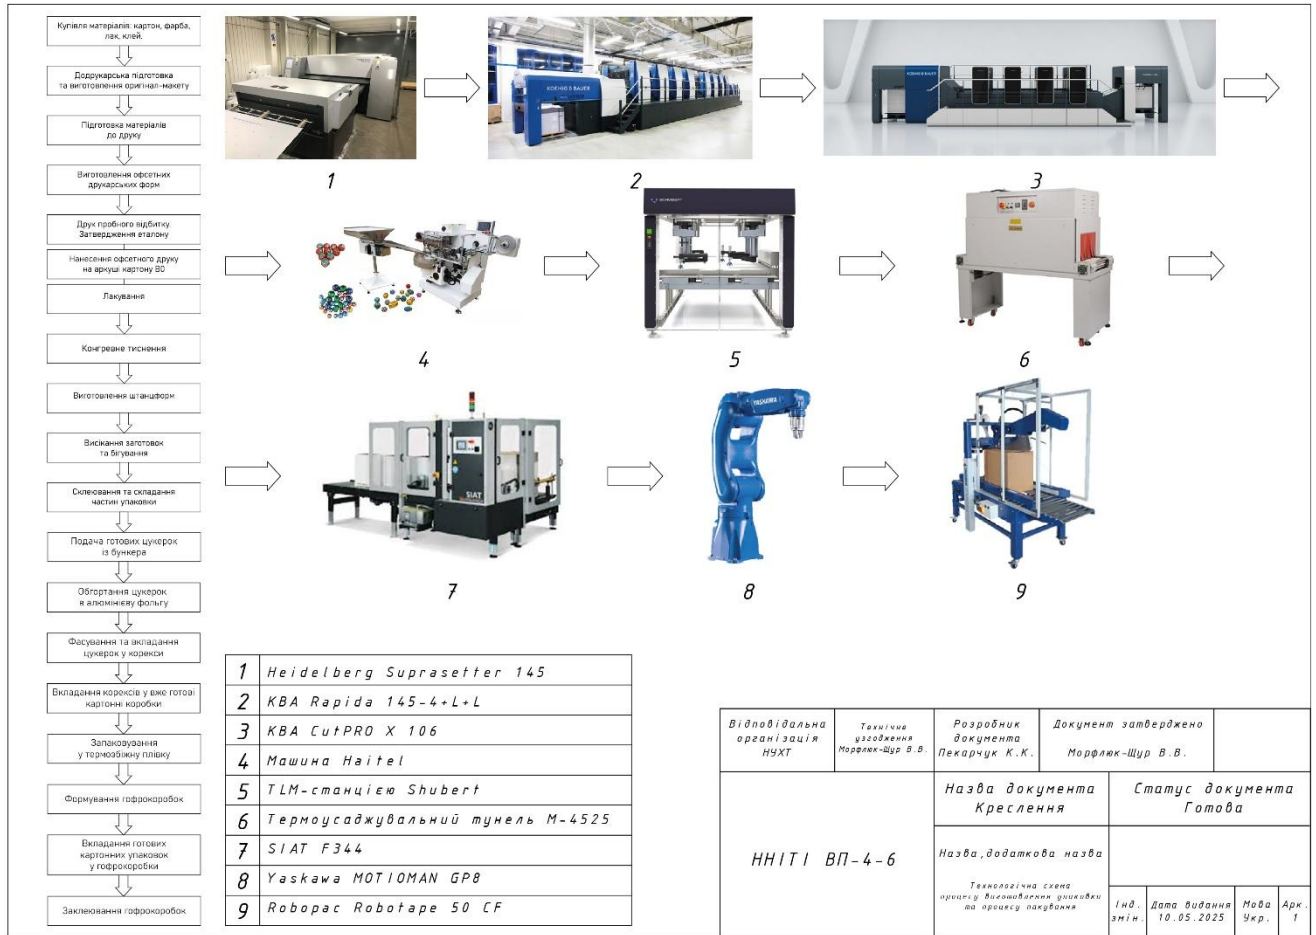 Купівля матеріалів: картон, фарба,
лак, клей.
Додрукарська підготовка
та виготовлення оригінал-макету
Підготовка матеріалів
до друку
Виготовлення офсетних
друкарських форм
Друк пробного відбитку.
Затвердження еталону
Нанесення офсетного друку
на аркуші картону В0
Лакування
Конгревне тиснення
Виготовлення штанцформ
Висікання заготовок
та бігування
Склеювання та складання
частин упаковки
Подача готових цукерок
із бункера
Обгортання цукерок
в алюмінієву фольгу
Фасування та вкладання
цукерок у корекси
Вкладання корексів у вже готові
картонні коробки
Запаковування
у термозбіжну плівку
Формування гофрокоробок
Вкладання готових
картонних упаковок
у гофрокоробки
Заклеювання гофрокоробок
KOENIG & BAUER
KOENIG & BAUER
1
2
3
4
5
6
SIAT
YASKAWA
7
8
9
1 Heidelberg Suprasetter 145
2 KBA Rapida 145-4+L+L
3 KBA CutPRO X 106
4 Машина Haitel
5 TLM-станцією Shubert
6 Термоусаджувальний тунель М-4525
7 SIAT F344
8 Yaskawa MOTIOMAN GP8
9 Robopac Robotape 50 CF
Відповідальна
організація
НУХТ
Технічне
узгодження
Морфлюк-Щур В.В.
Розробник
документа
Пекарчук К.К.
Документ затверджено
Морфлюк-Щур В.В.
ННІТІ ВП-4-6
Назва документа
Креслення
Статус документа
Готова
Назва,додаткова назва
Технологічна схема
процесу виготовлення
та процесу пакування
Інд.
змін.
Дата видання
10.05.2025
Мова
Укр.
Арк.
1